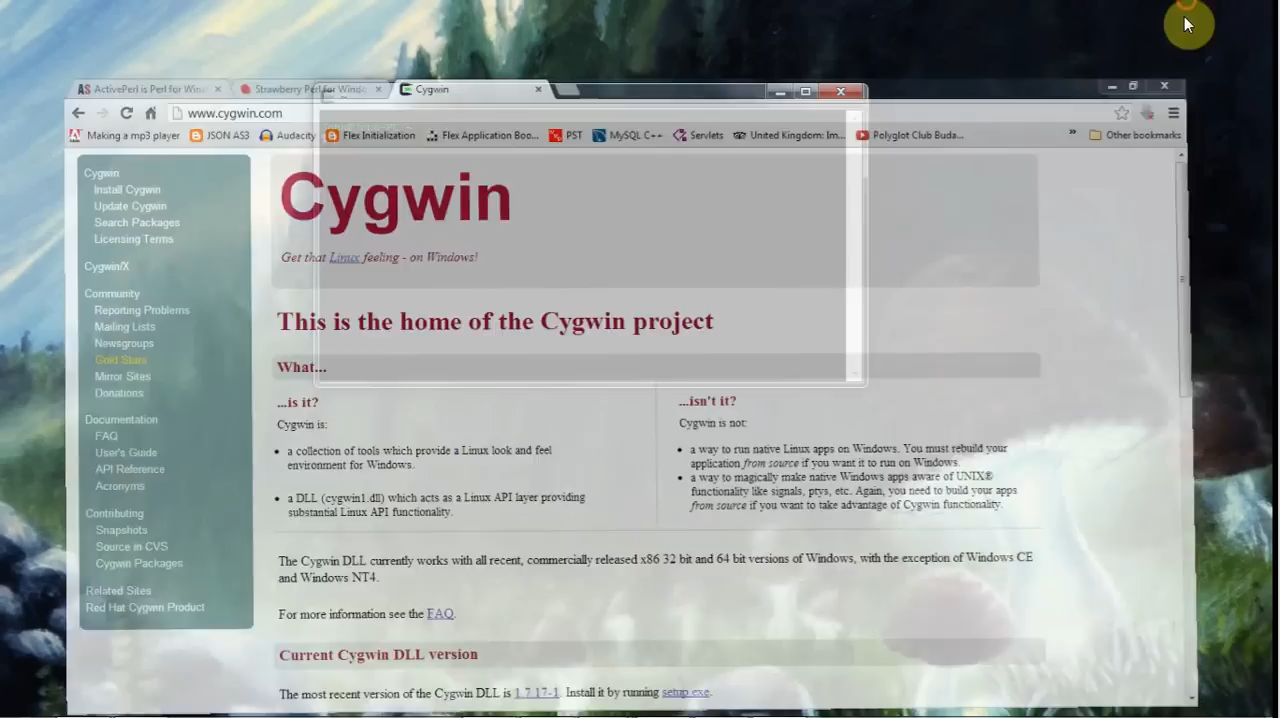 ActivePerl is Perl for Win
Strawberry Perl for Windo
Cygwin
www.cygwin.com
Making a mp3 player
JSON AS3
Audacity
Flex Initialization
Flex Application Boo...
PST
MySQL C++
Servlets
United Kingdom: Im...
Polyglot Club Buda...
»
Other bookmarks
Cygwin
Install Cygwin
Update Cygwin
Search Packages
Licensing Terms
Cygwin/X
Community
Reporting Problems
Mailing Lists
Newsgroups
Gold Stars
Mirror Sites
Donations
Documentation
FAQ
User's Guide
API Reference
Acronyms
Contributing
Snapshots
Source in CVS
Cygwin Packages
Related Sites
Red Hat Cygwin Product
Cygwin
Get that Linux feeling - on Windows!
This is the home of the Cygwin project
What...
...is it?
Cygwin is:
• a collection of tools which provide a Linux look and feel
environment for Windows.
• a DLL (cygwin1.dll) which acts as a Linux API layer providing
substantial Linux API functionality.
...isn't it?
Cygwin is not:
• a way to run native Linux apps on Windows. You must rebuild your
application from source if you want it to run on Windows.
• a way to magically make native Windows apps aware of UNIX®
functionality like signals, ptys, etc. Again, you need to build your apps
from source if you want to take advantage of Cygwin functionality.
The Cygwin DLL currently works with all recent, commercially released x86 32 bit and 64 bit versions of Windows, with the exception of Windows CE
and Windows NT4.
For more information see the FAQ.
Current Cygwin DLL version
The most recent version of the Cygwin DLL is 1.7.17-1. Install it by running setup.exe.